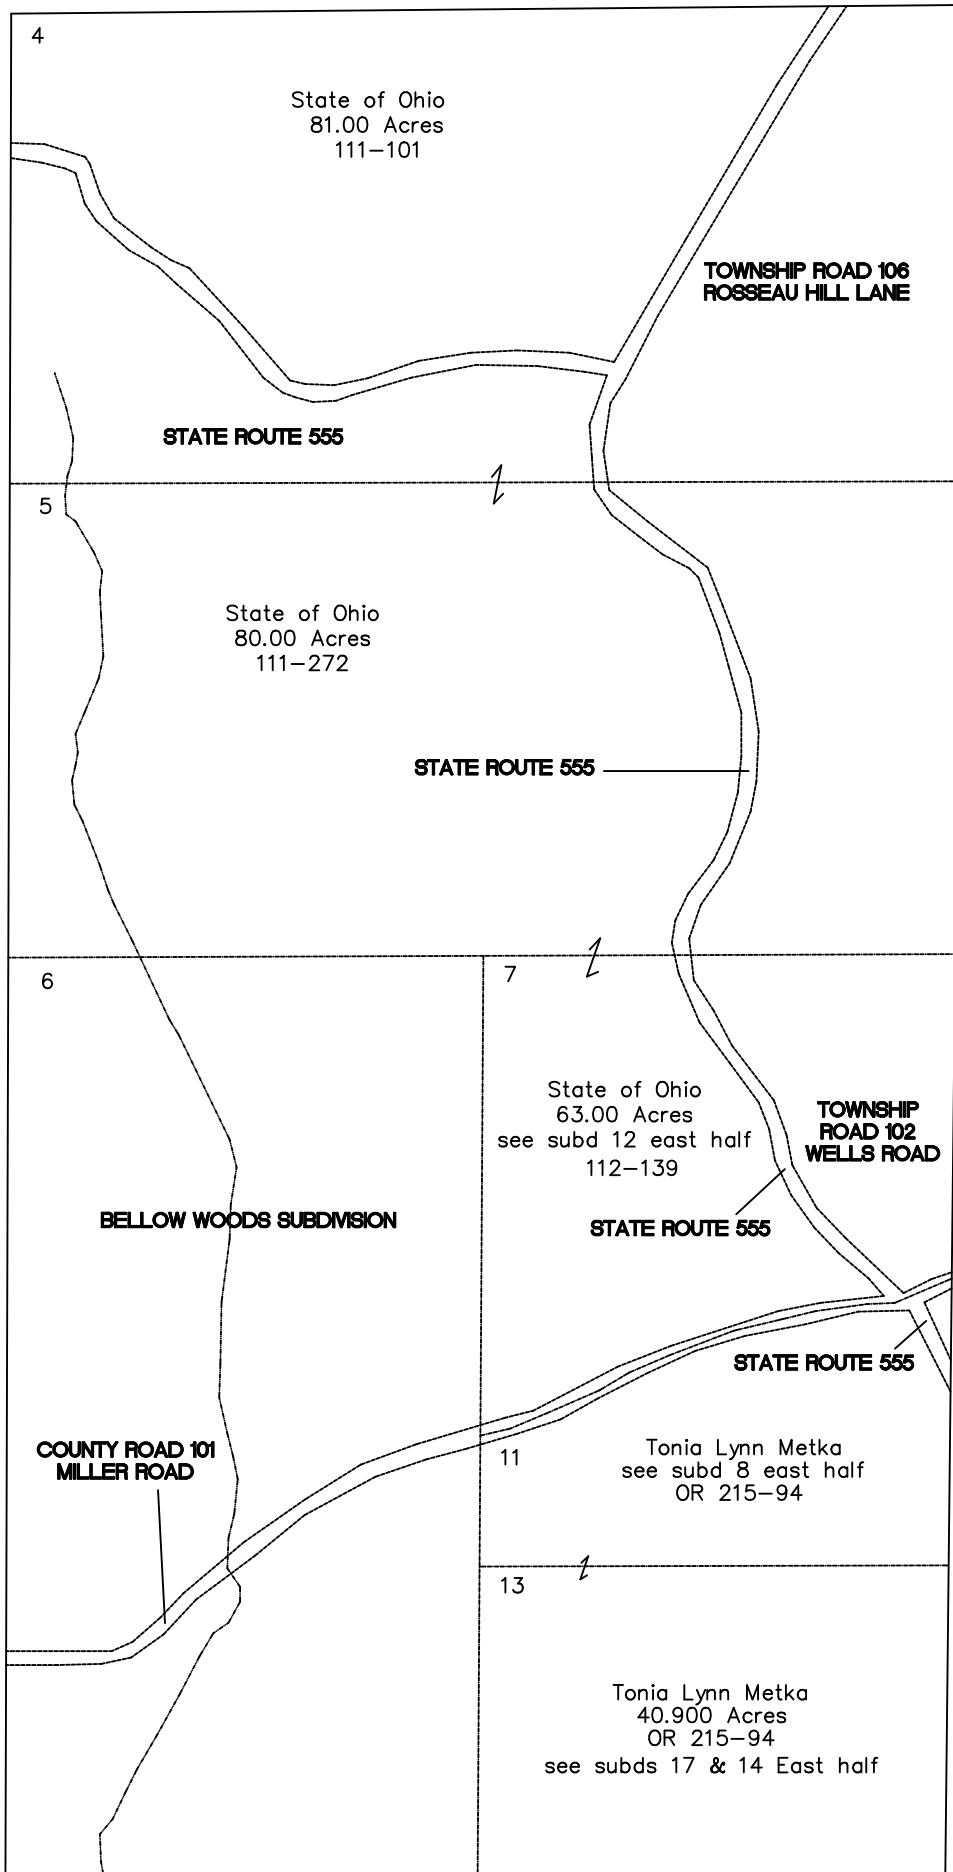 4
State of Ohio
81.00 Acres
111-101
TOWNSHIP ROAD 106
ROSSEAU HILL LANE
STATE ROUTE 555
5
State of Ohio
80.00 Acres
111-272
STATE ROUTE 555
6
7
State of Ohio
63.00 Acres
see subd 12 east half
112-139
TOWNSHIP
ROAD 102
WELLS ROAD
BELLOW WOODS SUBDIVISION
STATE ROUTE 555
STATE ROUTE 555
COUNTY ROAD 101
MILLER ROAD
11
Tonia Lynn Metka
see subd 8 east half
OR 215-94
13
Tonia Lynn Metka
40.900 Acres
OR 215-94
see subds 17 & 14 East half